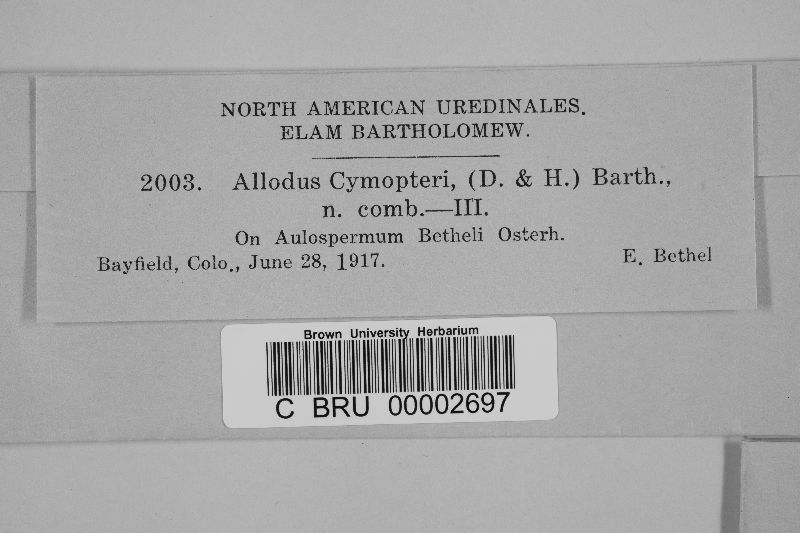 NORTH AMERICAN UREDINALES.
ELAM BARTHOLOMEW.
2003. Allodus Cymopteri, (D. & H.) Barth.,
n. comb.—III.
On Aulospermum Betheli Osterh.
Bayfield, Colo., June 28, 1917. E. Bethel
Brown University Herbarium
C BRU 00002697